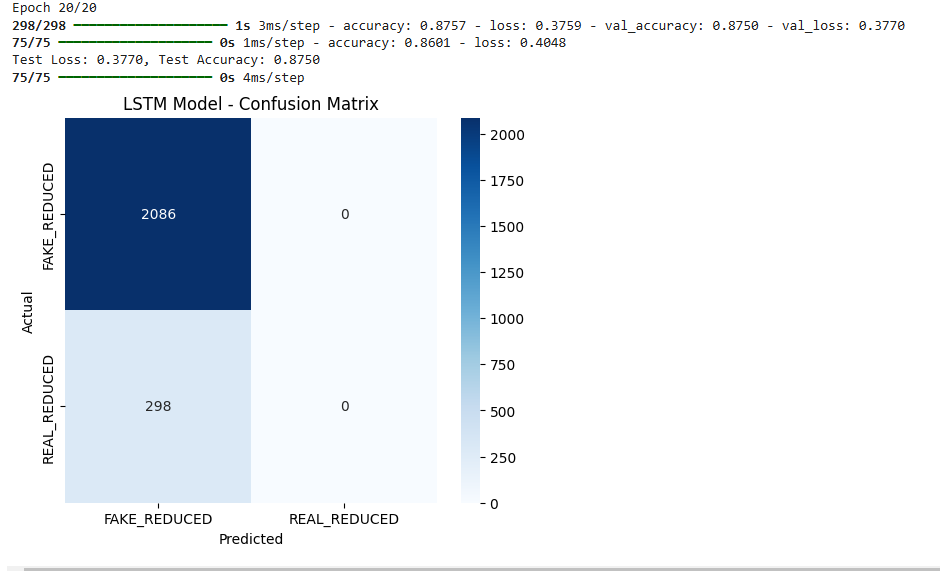 Epoch 20/20
298/298 ━━━━━━━━━━━━━━━━━━━━ 1s 3ms/step - accuracy: 0.8757 - loss: 0.3759 - val_accuracy: 0.8750 - val_loss: 0.3770
75/75 ━━━━━━━━━━━━━━━━━━━━ 0s 1ms/step - accuracy: 0.8601 - loss: 0.4048
Test Loss: 0.3770, Test Accuracy: 0.8750
75/75 ━━━━━━━━━━━━━━━━━━━━ 0s 4ms/step
LSTM Model - Confusion Matrix
Actual
FAKE_REDUCED
2086
0
REAL_REDUCED
298
0
FAKE_REDUCED
REAL_REDUCED
Predicted
2000
1750
1500
1250
1000
750
500
250
0